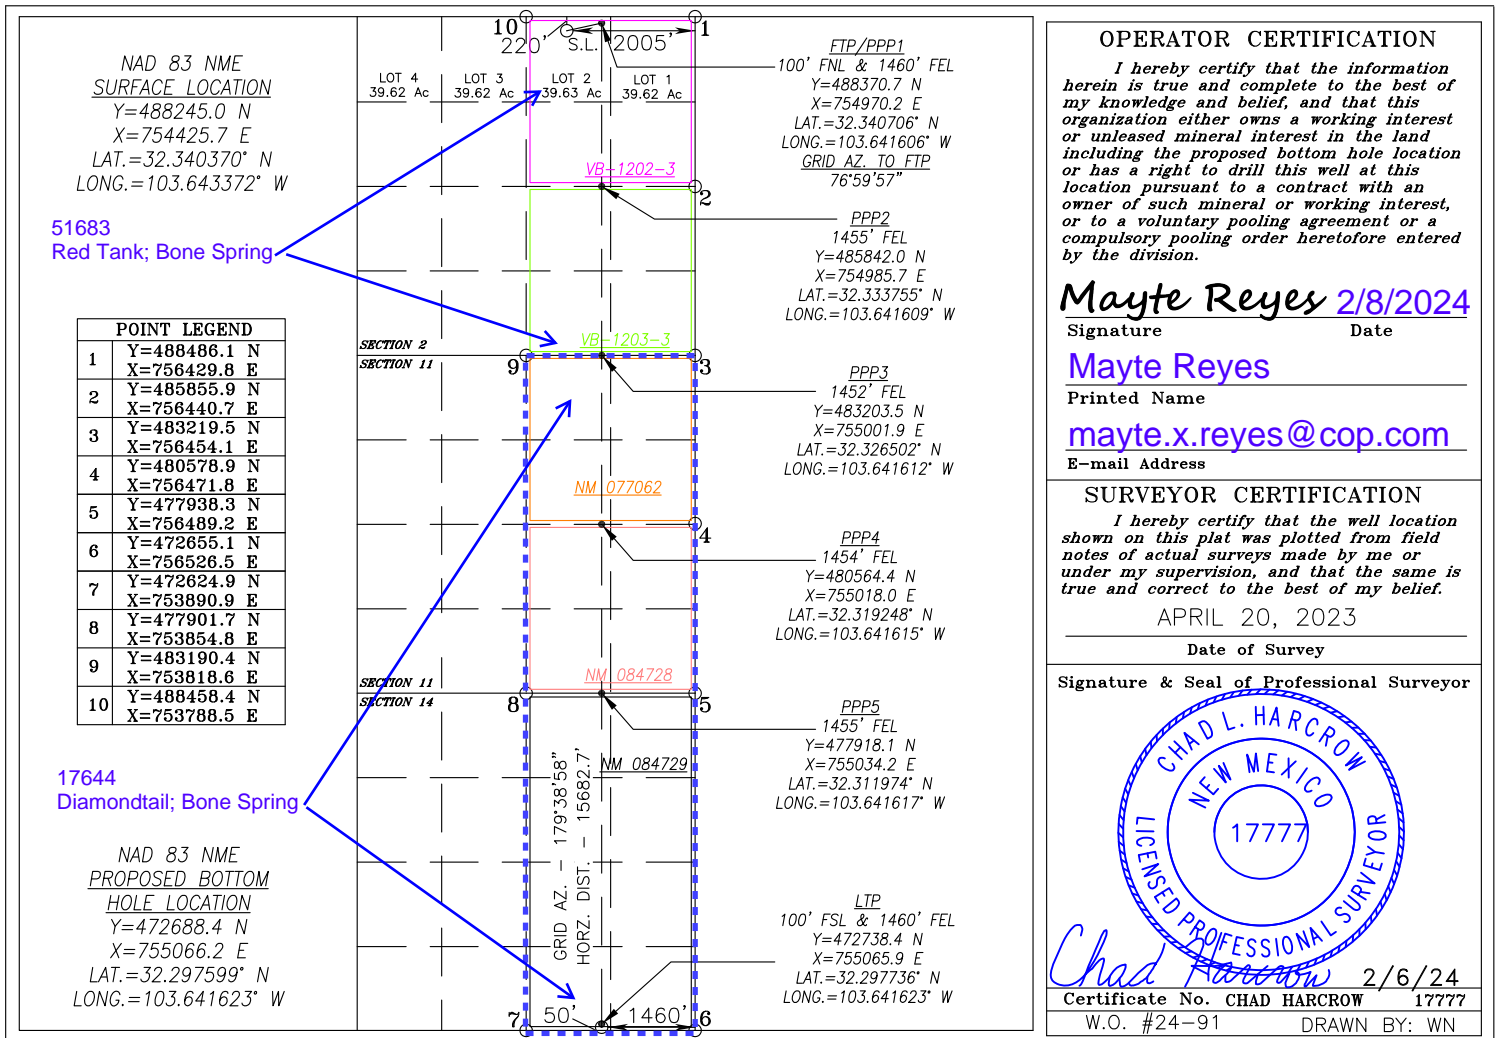 NAD 83 NME
SURFACE LOCATION
Y=488245.0 N
X=754425.7 E
LAT.=32.340370° N
LONG.=103.643372° W
51683
Red Tank; Bone Spring
POINT LEGEND
1 Y=488486.1 N
X=756429.8 E
2 Y=485855.9 N
X=756440.7 E
3 Y=483219.5 N
X=756454.1 E
4 Y=480578.9 N
X=756471.8 E
5 Y=477938.3 N
X=756489.2 E
6 Y=472655.1 N
X=756526.5 E
7 Y=472624.9 N
X=753890.9 E
8 Y=477901.7 N
X=753854.8 E
9 Y=483190.4 N
X=753818.6 E
10 Y=488458.4 N
X=753788.5 E
17644
Diamondtail; Bone Spring
NAD 83 NME
PROPOSED BOTTOM
HOLE LOCATION
Y=472688.4 N
X=755066.2 E
LAT.=32.297599° N
LONG.=103.641623° W
10
1
220'
S.L.
2005'
LOT 4
39.62 Ac
LOT 3
39.62 Ac
LOT 2
39.63 Ac
LOT 1
39.62 Ac
VB-1202-3
2
VB-1203-3
SECTION 2
SECTION 11
9
3
NM 077062
4
NM 084728
SECTION 11
SECTION 14
8
5
NM 084729
GRID AZ. - 179°38'58"
HORZ. DIST. - 15682.7'
7
50'
1460'
6
FTP/PPP1
100' FNL & 1460' FEL
Y=488370.7 N
X=754970.2 E
LAT.=32.340706° N
LONG.=103.641606° W
GRID AZ. TO FTP
76°59'57"
PPP2
1455' FEL
Y=485842.0 N
X=754985.7 E
LAT.=32.333755° N
LONG.=103.641609° W
PPP3
1452' FEL
Y=483203.5 N
X=755001.9 E
LAT.=32.326502° N
LONG.=103.641612° W
PPP4
1454' FEL
Y=480564.4 N
X=755018.0 E
LAT.=32.319248° N
LONG.=103.641615° W
PPP5
1455' FEL
Y=477918.1 N
X=755034.2 E
LAT.=32.311974° N
LONG.=103.641617° W
LTP
100' FSL & 1460' FEL
Y=472738.4 N
X=755065.9 E
LAT.=32.297736° N
LONG.=103.641623° W
OPERATOR CERTIFICATION
I hereby certify that the information
herein is true and complete to the best of
my knowledge and belief, and that this
organization either owns a working interest
or unleased mineral interest in the land
including the proposed bottom hole location
or has a right to drill this well at this
location pursuant to a contract with an
owner of such mineral or working interest,
or to a voluntary pooling agreement or a
compulsory pooling order heretofore entered
by the division.
Mayte Reyes 2/8/2024
Signature Date
Mayte Reyes
Printed Name
mayte.x.reyes@cop.com
E-mail Address
SURVEYOR CERTIFICATION
I hereby certify that the well location
shown on this plat was plotted from field
notes of actual surveys made by me or
under my supervision, and that the same is
true and correct to the best of my belief.
APRIL 20, 2023
Date of Survey
Signature & Seal of Professional Surveyor
CHAD L. HARCROW
NEW MEXICO
17777
LICENSED PROFESSIONAL SURVEYOR
Chad Harcrow 2/6/24
Certificate No. CHAD HARCROW 17777
W.O. #24-91 DRAWN BY: WN